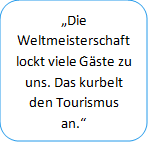 „Die
Weltmeisterschaft
lockt viele Gäste zu
uns. Das kurbelt
den Tourismus
an.“